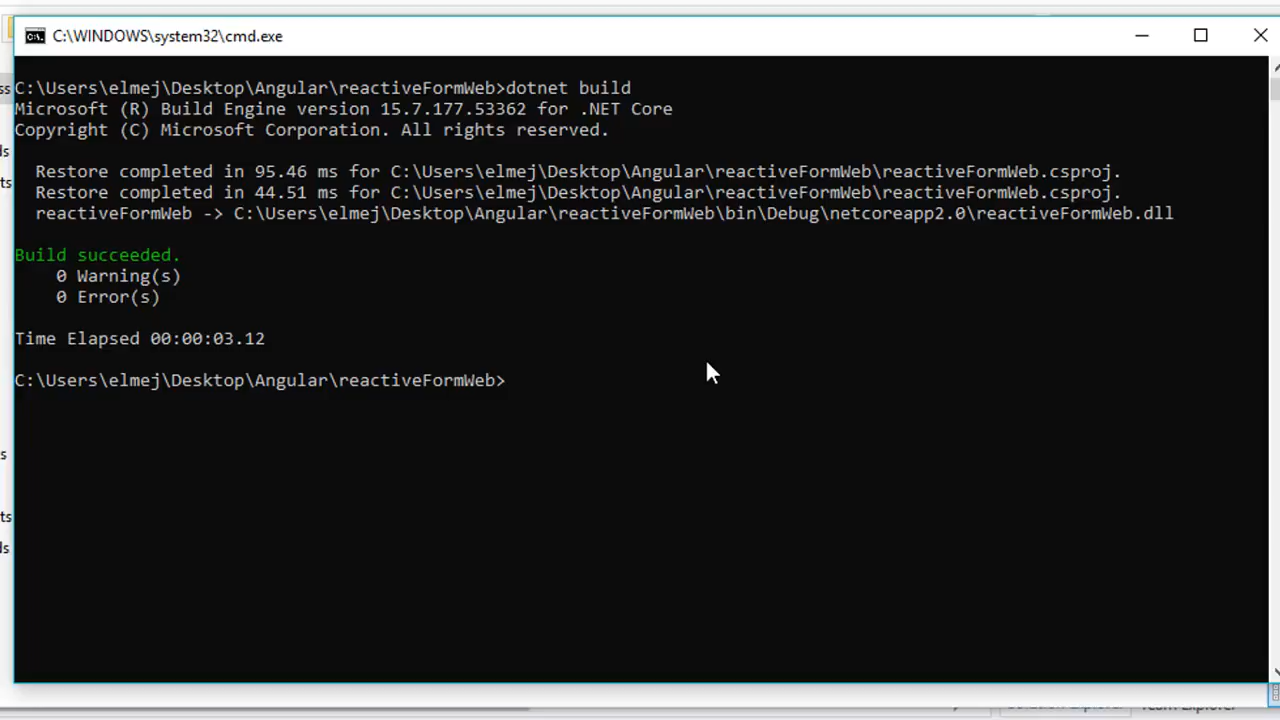 C:\WINDOWS\system32\cmd.exe
C:\Users\elmej\Desktop\Angular\reactiveFormWeb>dotnet build
Microsoft (R) Build Engine version 15.7.177.53362 for .NET Core
Copyright (C) Microsoft Corporation. All rights reserved.
Restore completed in 95.46 ms for C:\Users\elmej\Desktop\Angular\reactiveFormWeb\reactiveFormWeb.csproj.
Restore completed in 44.51 ms for C:\Users\elmej\Desktop\Angular\reactiveFormWeb\reactiveFormWeb.csproj.
reactiveFormWeb -> C:\Users\elmej\Desktop\Angular\reactiveFormWeb\bin\Debug\netcoreapp2.0\reactiveFormWeb.dll
Build succeeded.
0 Warning(s)
0 Error(s)
Time Elapsed 00:00:03.12
C:\Users\elmej\Desktop\Angular\reactiveFormWeb>